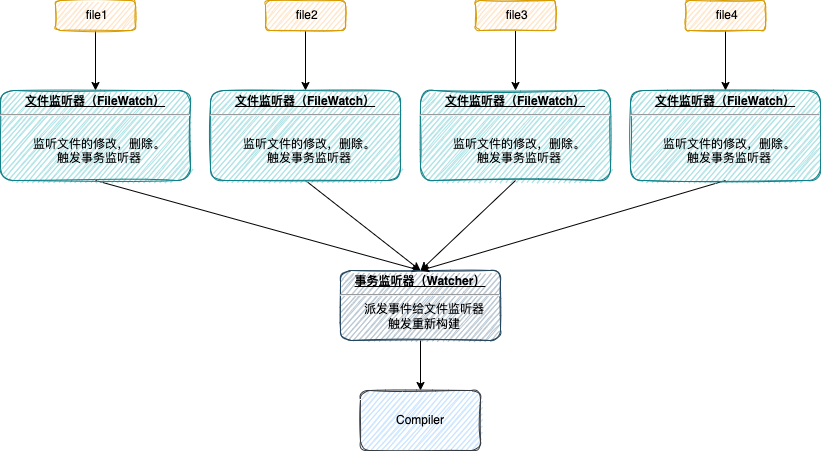 file1
file2
file3
file4
文件监听器（FileWatch）
监听文件的修改，删除。
触发事务监听器
文件监听器（FileWatch）
监听文件的修改，删除。
触发事务监听器
文件监听器（FileWatch）
监听文件的修改，删除。
触发事务监听器
文件监听器（FileWatch）
监听文件的修改，删除。
触发事务监听器
事务监听器（Watcher）
派发事件给文件监听器
触发重新构建
Compiler